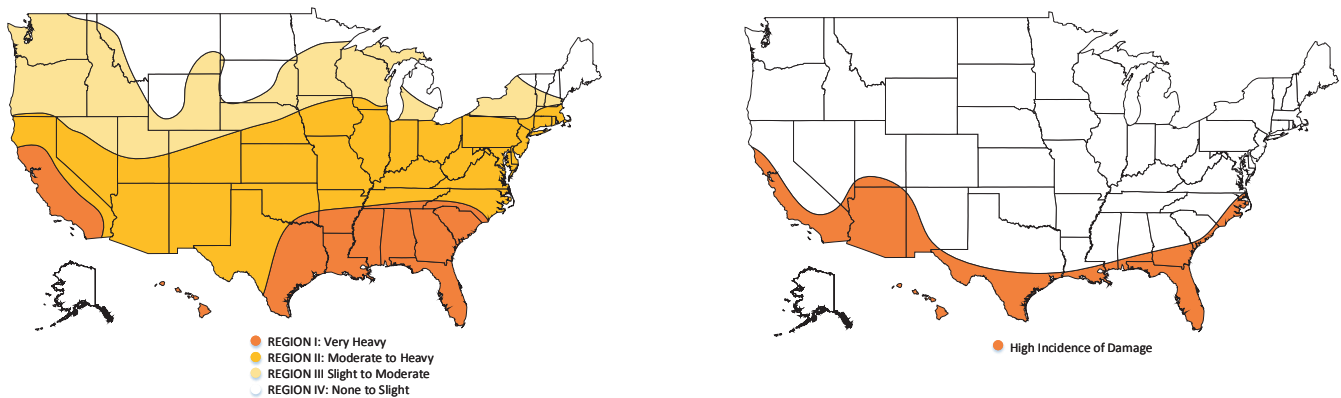 REGION I: Very Heavy
REGION II: Moderate to Heavy
REGION III Slight to Moderate
REGION IV: None to Slight
High Incidence of Damage